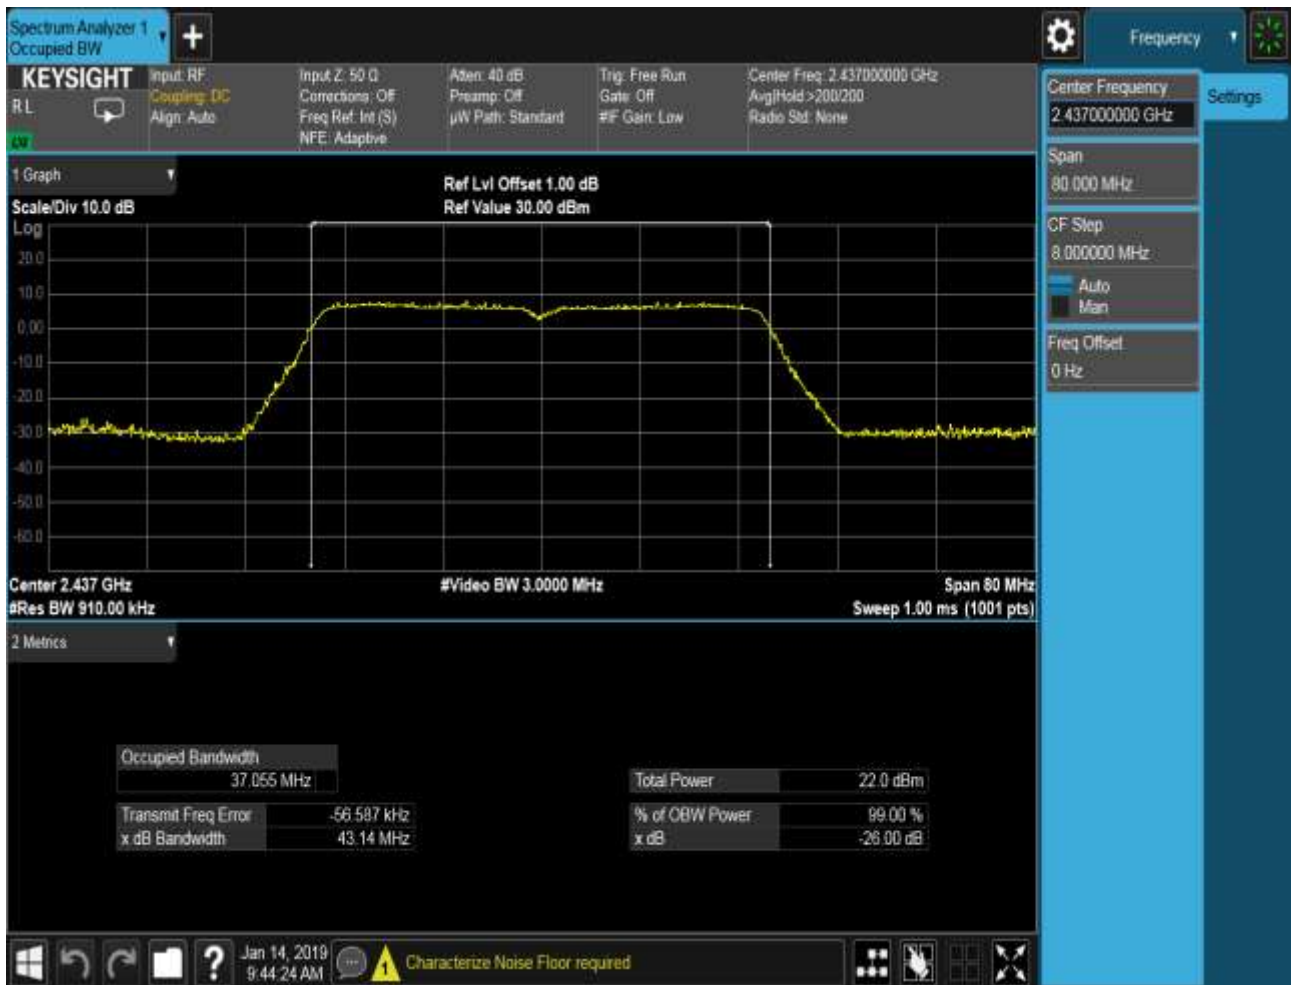 Spectrum Analyzer 1
Occupied BW
Frequency
KEYSIGHT
R L
Input: RF
Coupling: DC
Align: Auto
Input Z: 50 Ω
Corrections: Off
Freq Ref: Int (S)
NFE: Adaptive
Atten: 40 dB
Preamp: Off
µW Path: Standard
Trig: Free Run
Gate: Off
#IF Gain: Low
Center Freq: 2.437000000 GHz
Avg|Hold >200/200
Radio Std: None
Center Frequency
2.437000000 GHz
Settings
Span
80.000 MHz
CF Step
8.000000 MHz
Auto
Man
Freq Offset
0 Hz
1 Graph
Scale/Div 10.0 dB
Ref Lvl Offset 1.00 dB
Ref Value 30.00 dBm
Log
20.0
10.0
0.00
-10.0
-20.0
-30.0
-40.0
-50.0
-60.0
Center 2.437 GHz
#Video BW 3.0000 MHz
Span 80 MHz
#Res BW 910.00 kHz
Sweep 1.00 ms (1001 pts)
2 Metrics
Occupied Bandwidth
37.055 MHz
Total Power 22.0 dBm
Transmit Freq Error -56.587 kHz
% of OBW Power 99.00 %
x dB Bandwidth 43.14 MHz
x dB -26.00 dB
?
Jan 14, 2019
9:44:24 AM
1
Characterize Noise Floor required